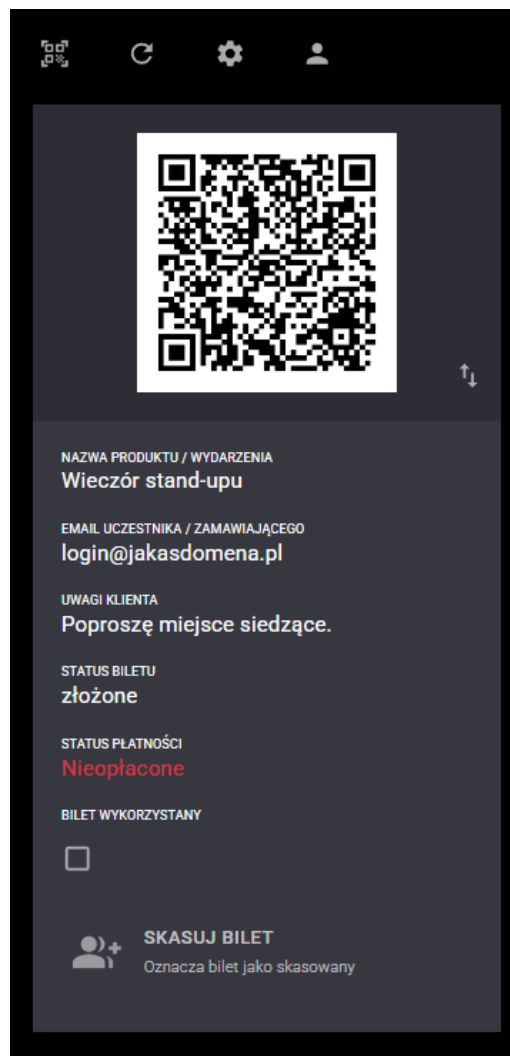 NAZWA PRODUKTU / WYDARZENIA
Wieczór stand-upu
EMAIL UCZESTNIKA / ZAMAWIAJĄCEGO
login@jakasdomena.pl
UWAGI KLIENTA
Poproszę miejsce siedzące.
STATUS BILETU
złożone
STATUS PŁATNOŚCI
Nieopłacone
BILET WYKORZYSTANY
SKASUJ BILET
Oznacza bilet jako skasowany